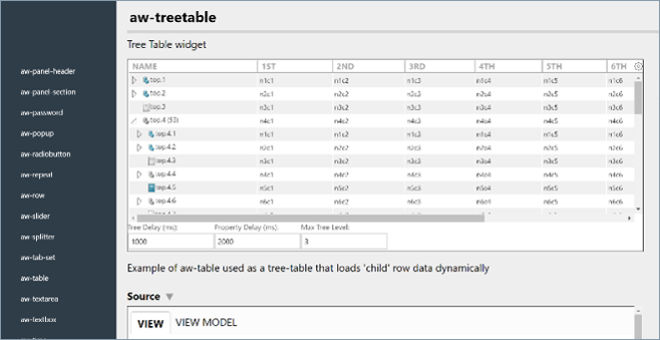 aw-treetable
Tree Table widget
aw-panel-header
aw-panel-section
aw-password
aw-popup
aw-radiobutton
aw-repeat
aw-row
aw-slider
aw-splitter
aw-tab-set
aw-table
aw-textarea
aw-textbox
NAME 1ST 2ND 3RD 4TH 5TH 6TH
top.1 n1c1 n1c2 n1c3 n1c4 n1c5 n1c6
top.2 n2c1 n2c2 n2c3 n2c4 n2c5 n2c6
top.3 n3c1 n3c2 n3c3 n3c4 n3c5 n3c6
top.4 (53) n4c1 n4c2 n4c3 n4c4 n4c5 n4c6
top.4.1 n1c1 n1c2 n1c3 n1c4 n1c5 n1c6
top.4.2 n2c1 n2c2 n2c3 n2c4 n2c5 n2c6
top.4.3 n3c1 n3c2 n3c3 n3c4 n3c5 n3c6
top.4.4 n4c1 n4c2 n4c3 n4c4 n4c5 n4c6
top.4.5 n5c1 n5c2 n5c3 n5c4 n5c5 n5c6
top.4.6 n6c1 n6c2 n6c3 n6c4 n6c5 n6c6
Tree Delay (ms): Property Delay (ms): Max Tree Level:
1000 2080 3
Example of aw-table used as a tree-table that loads 'child' row data dynamically
Source
VIEW VIEW MODEL